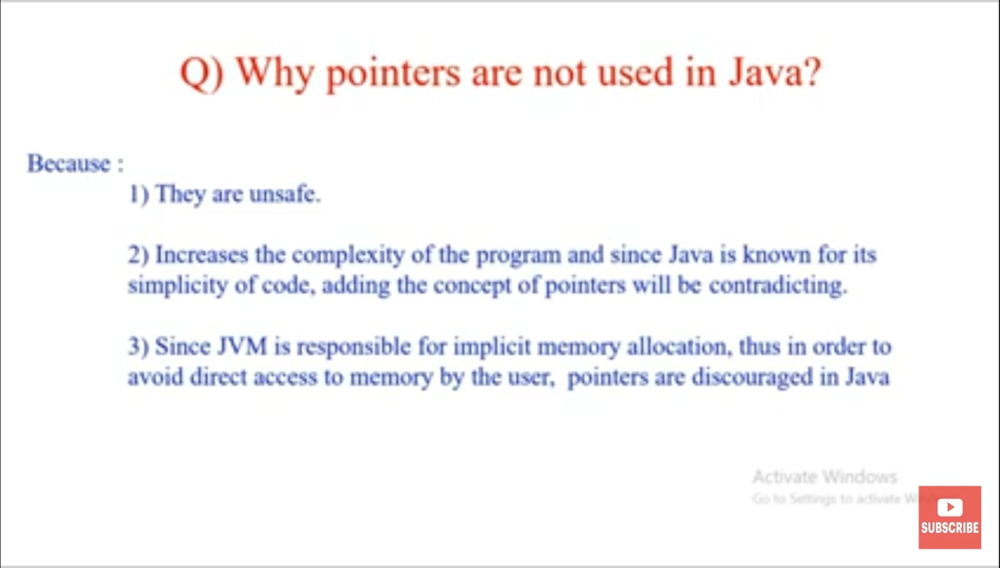 Q) Why pointers are not used in Java?
Because :
1) They are unsafe.
2) Increases the complexity of the program and since Java is known for its
simplicity of code, adding the concept of pointers will be contradicting.
3) Since JVM is responsible for implicit memory allocation, thus in order to
avoid direct access to memory by the user, pointers are discouraged in Java
Activate Windows
Go to Settings to activate
SUBSCRIBE